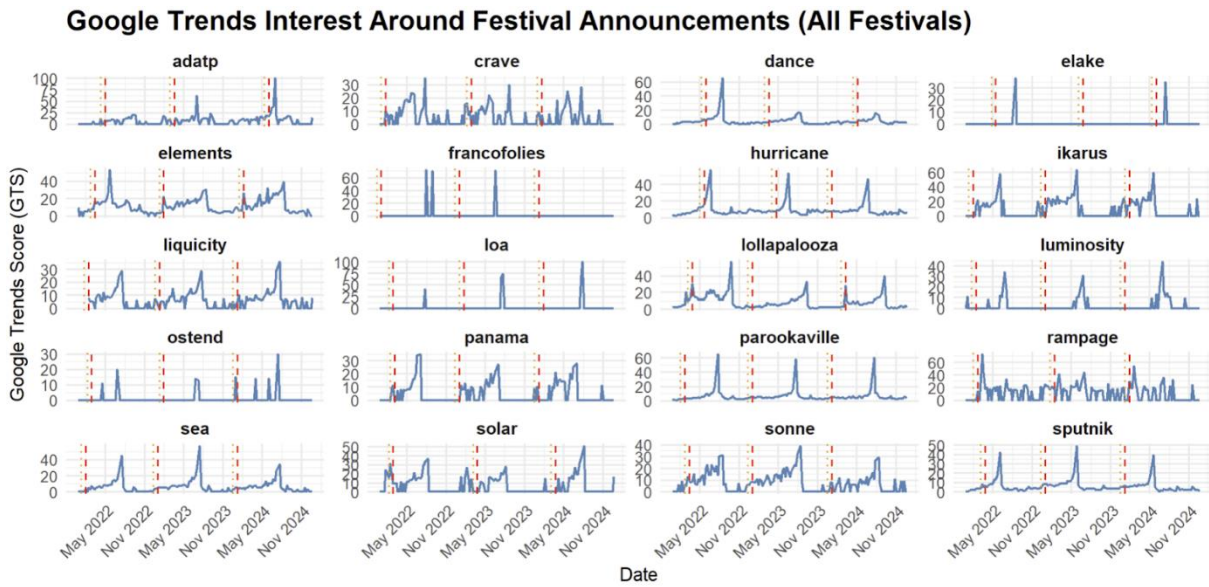 Google Trends Interest Around Festival Announcements (All Festivals)
Google Trends Score (GTS)
adatp crave dance elake
100 75 50 25 0
30 20 10 0
60 40 20 0
30 20 10 0
elements francofolies hurricane ikarus
40 20 0
60 40 20 0
40 20 0
60 40 20 0
liquicity loa lollapalooza luminosity
30 20 10 0
100 75 50 25 0
40 20 0
40 30 20 10 0
ostend panama parookaville rampage
30 20 10 0
30 20 10 0
60 40 20 0
60 40 20 0
sea solar sonne sputnik
40 20 0
50 40 30 20 10 0
40 30 20 10 0
50 40 30 20 10 0
May 2022 Nov 2022 May 2023 Nov 2023 May 2024 Nov 2024
May 2022 Nov 2022 May 2023 Nov 2023 May 2024 Nov 2024
May 2022 Nov 2022 May 2023 Nov 2023 May 2024 Nov 2024
May 2022 Nov 2022 May 2023 Nov 2023 May 2024 Nov 2024
Date